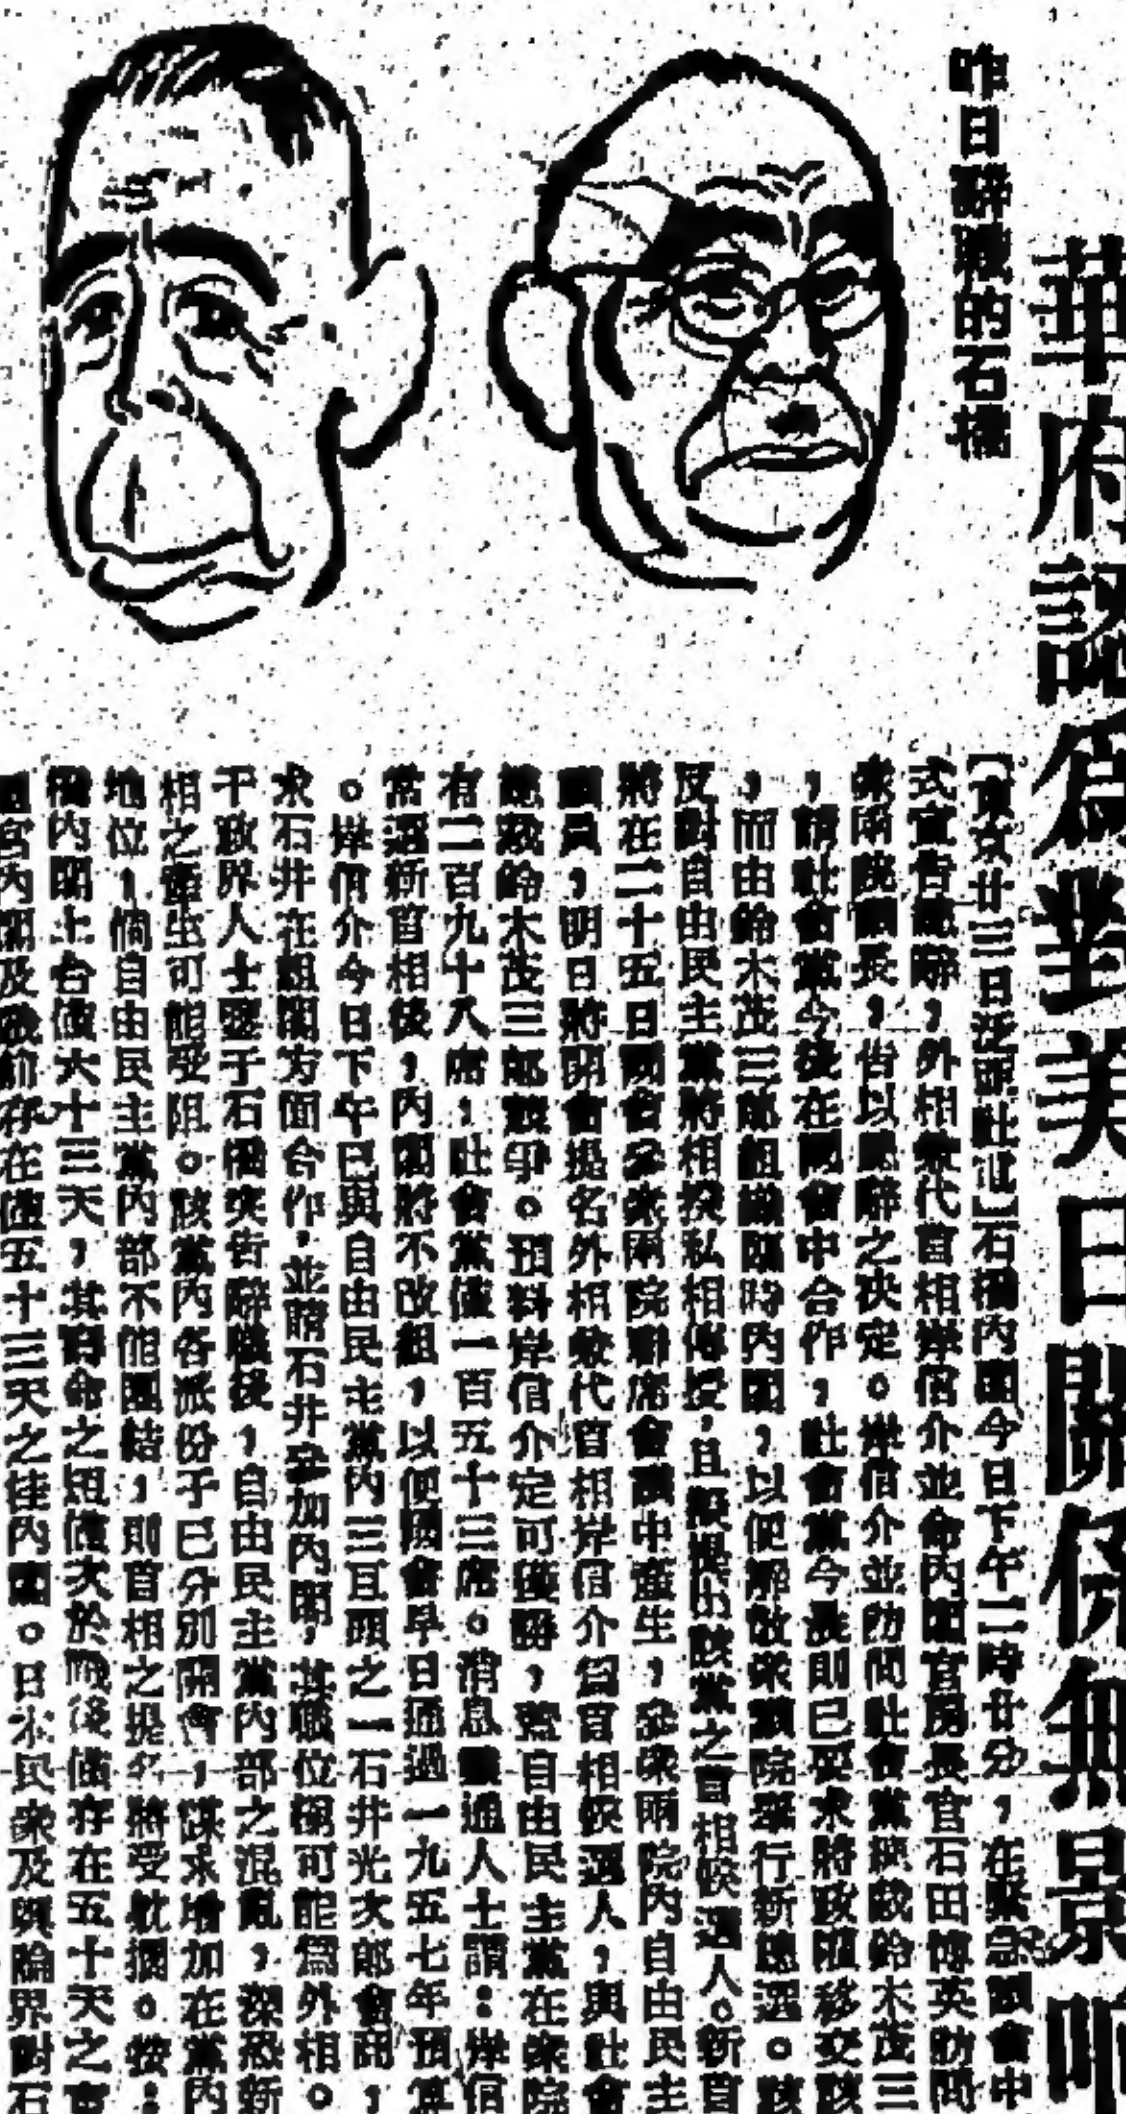 昨日辭職的石橋
華府認為對美日關係無影响
【東京廿三日泛亞社電】石橋內閣今日下午二時廿分,在緊急議會中
式宣告總辭,外相兼代首相岸信介並命內閣官房長官石田博英訪問
衆兩院議長,告以總辭之决定。岸信介並訪問社會黨總裁鈴木茂三
,請社會黨今後在國會中合作,社會黨今晨則已要求將政權移交該
,而由鈴木茂三郎組織臨時內閣,以便解散衆議院舉行新總選。該
反對自由民主黨將相授私相傳授,且設提出該黨之首相候選人。新首
將在二十五日國會參衆兩院聯席會議中產生,參衆兩院內自由民主
議員,明日將開會提名外相兼代首相岸信介為首相候選人,與社會
總裁鈴木茂三郎競爭。預料岸信介定可獲勝,蓋自由民主黨在衆院
有二百九十八席,社會黨僅一百五十三席。消息靈通人士謂:岸信
當選新首相後,內閣將不改組,以便國會早日通過一九五七年預算
。岸信介今日下午已與自由民主黨內三巨頭之一石井光次郎會商,
求石井在組閣方面合作,並請石井參加內閣,其職位極可能為外相。
干政界人士鑒于石橋突告辭職後,自由民主黨內部之混亂,深恐新
相之產生可能受阻。該黨內各派份子已分別開會,謀求增加在黨內
地位,倘自由民主黨內部不能團結,則首相之提名將受躭擱。按:
橋內閣上台僅六十三天,其壽命之短僅次於戰後僅存在五十天之東
邇宮內閣及戰前存在僅五十三天之桂內閣。日本民衆及輿論界對石